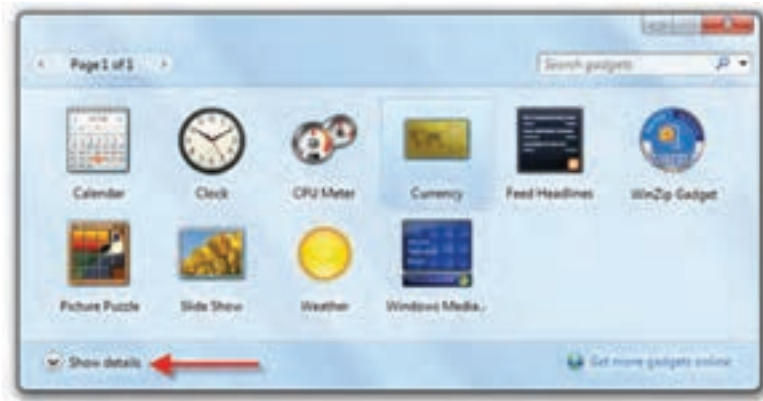 Page 1 of 1
Search gadgets
Calendar
Clock
CPU Meter
Currency
Feed Headlines
WinZip Gadget
Picture Puzzle
Slide Show
Weather
Windows Media...
Show details
Get more gadgets online